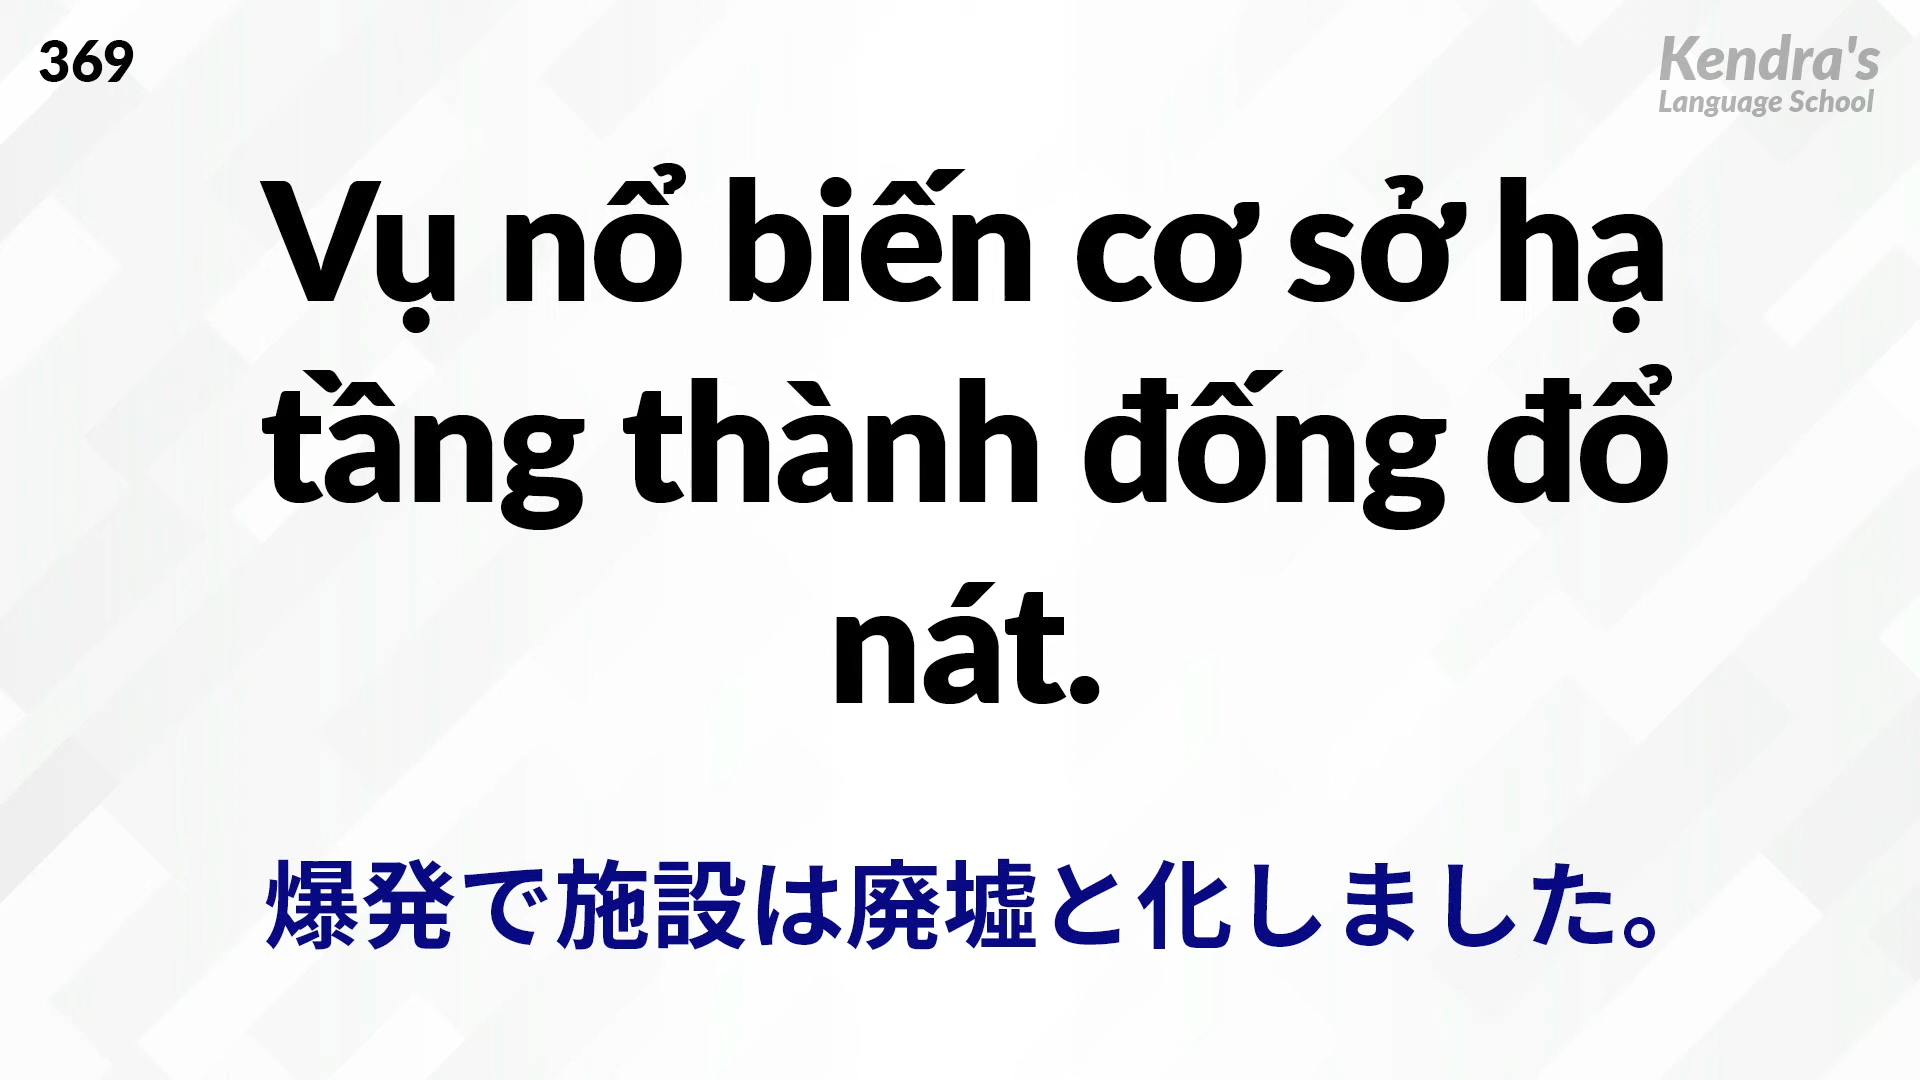 369
Kendra's
Language School
Vụ nổ biến cơ sở hạ
tầng thành đống đổ
nát.
爆発で施設は廃墟と化しました。